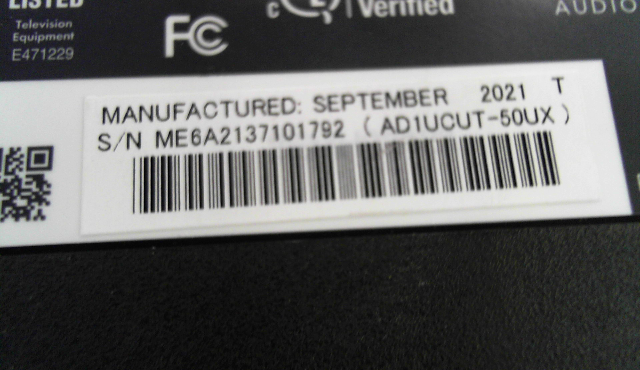 LISTED
Television
Equipment
E471229
FC
Verified
AUDIO
MANUFACTURED: SEPTEMBER 2021 T
S/N ME6A2137101792 ( AD1UCUT-50UX )